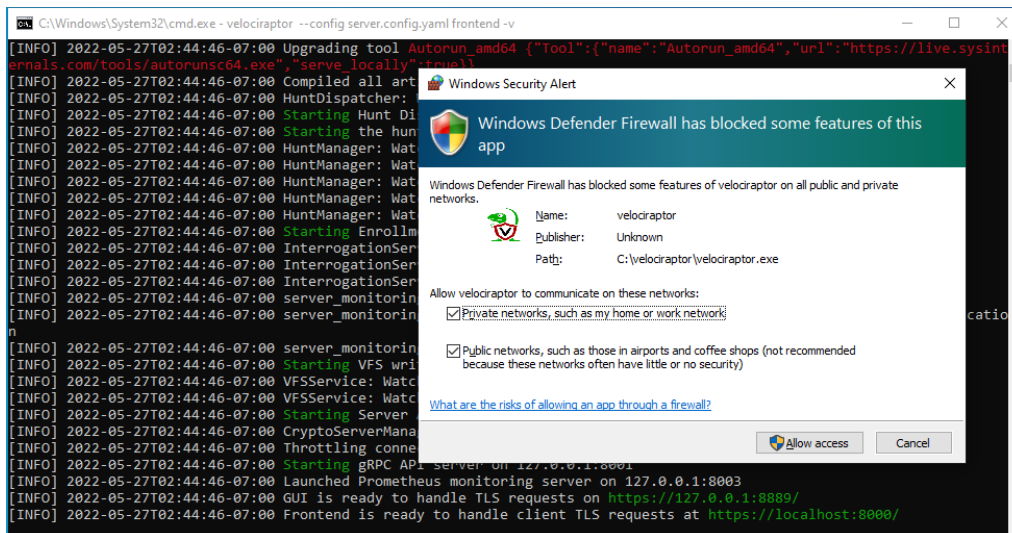 C:\Windows\System32\cmd.exe - velociraptor --config server.config.yaml frontend -v
[INFO] 2022-05-27T02:44:46-07:00 Upgrading tool Autorun_amd64 {"Tool":{"name":"Autorun_amd64","url":"https://live.sysint
ernals.com/tools/autorunsc64.exe","serve_locally":true}}
[INFO] 2022-05-27T02:44:46-07:00 Compiled all art
[INFO] 2022-05-27T02:44:46-07:00 HuntDispatcher:
[INFO] 2022-05-27T02:44:46-07:00 Starting Hunt Di
[INFO] 2022-05-27T02:44:46-07:00 Starting the hun
[INFO] 2022-05-27T02:44:46-07:00 HuntManager: Wat
[INFO] 2022-05-27T02:44:46-07:00 HuntManager: Wat
[INFO] 2022-05-27T02:44:46-07:00 HuntManager: Wat
[INFO] 2022-05-27T02:44:46-07:00 HuntManager: Wat
[INFO] 2022-05-27T02:44:46-07:00 Starting Enrollm
[INFO] 2022-05-27T02:44:46-07:00 InterrogationSer
[INFO] 2022-05-27T02:44:46-07:00 InterrogationSer
[INFO] 2022-05-27T02:44:46-07:00 InterrogationSer
[INFO] 2022-05-27T02:44:46-07:00 server_monitorin
[INFO] 2022-05-27T02:44:46-07:00 server_monitorin catio
n
[INFO] 2022-05-27T02:44:46-07:00 server_monitorin
[INFO] 2022-05-27T02:44:46-07:00 Starting VFS wri
[INFO] 2022-05-27T02:44:46-07:00 VFSService: Watc
[INFO] 2022-05-27T02:44:46-07:00 VFSService: Watc
[INFO] 2022-05-27T02:44:46-07:00 Starting Server
[INFO] 2022-05-27T02:44:46-07:00 CryptoServerMana
[INFO] 2022-05-27T02:44:46-07:00 Throttling conne
[INFO] 2022-05-27T02:44:46-07:00 Starting gRPC API server on 127.0.0.1:8001
[INFO] 2022-05-27T02:44:46-07:00 Launched Prometheus monitoring server on 127.0.0.1:8003
[INFO] 2022-05-27T02:44:46-07:00 GUI is ready to handle TLS requests on https://127.0.0.1:8889/
[INFO] 2022-05-27T02:44:46-07:00 Frontend is ready to handle client TLS requests at https://localhost:8000/
Windows Security Alert
Windows Defender Firewall has blocked some features of this
app
Windows Defender Firewall has blocked some features of velociraptor on all public and private
networks.
Name: velociraptor
Publisher: Unknown
Path: C:\velociraptor\velociraptor.exe
Allow velociraptor to communicate on these networks:
Private networks, such as my home or work network
Public networks, such as those in airports and coffee shops (not recommended
because these networks often have little or no security)
What are the risks of allowing an app through a firewall?
Allow access
Cancel